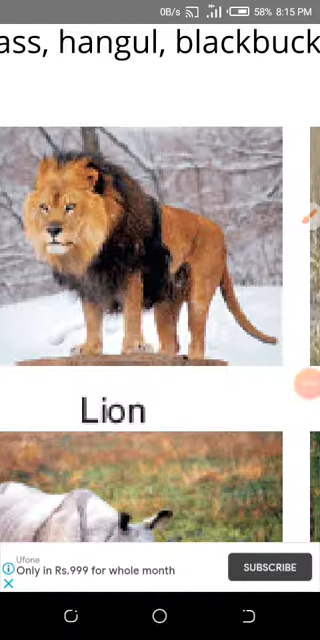 0B/s 58% 8:15 PM
ass, hangul, blackbuck
Lion
Ufone
Only in Rs.999 for whole month
SUBSCRIBE